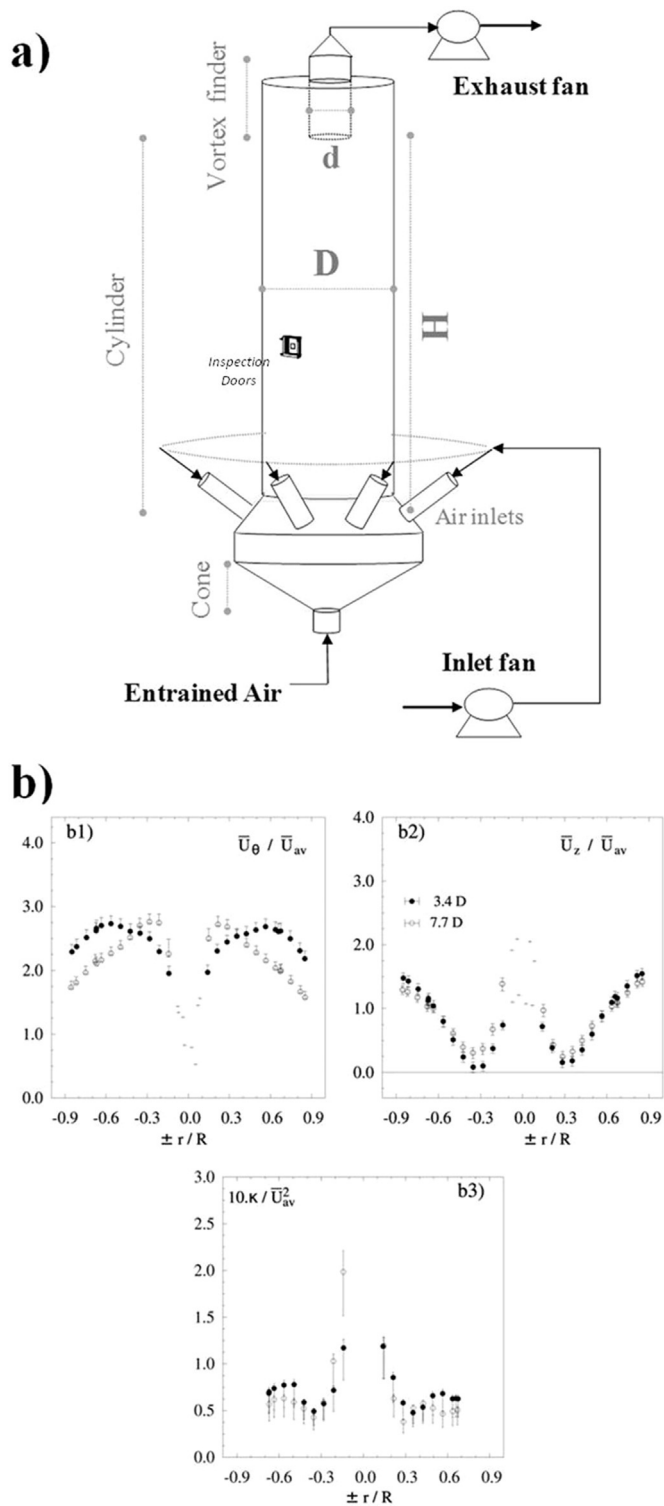 a)
Vortex finder
Exhaust fan
d
D
H
Cylinder
Inspection
Doors
Air inlets
Cone
Entrained Air
Inlet fan
b)
b1)
U̅θ / U̅av
4.0
3.0
2.0
1.0
0.0
-0.9 -0.6 -0.3 0.0 0.3 0.6 0.9
± r / R
b2)
U̅z / U̅av
4.0
3.0
2.0
1.0
0.0
3.4 D
7.7 D
-0.9 -0.6 -0.3 0.0 0.3 0.6 0.9
± r / R
10.κ / U̅²av
b3)
3.0
2.5
2.0
1.5
1.0
0.5
0.0
-0.9 -0.6 -0.3 0.0 0.3 0.6 0.9
± r / R